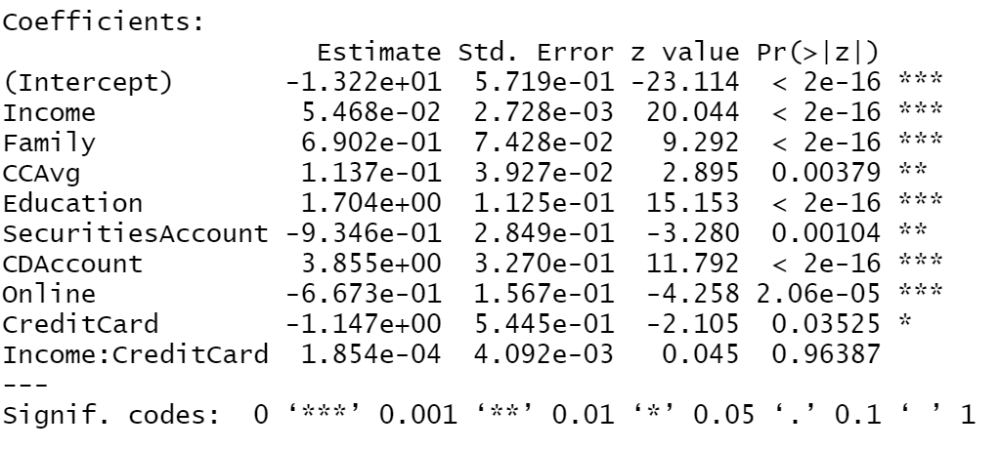 Coefficients:
Estimate Std. Error z value Pr(>|z|)
(Intercept) -1.322e+01 5.719e-01 -23.114 < 2e-16 ***
Income 5.468e-02 2.728e-03 20.044 < 2e-16 ***
Family 6.902e-01 7.428e-02 9.292 < 2e-16 ***
CCAvg 1.137e-01 3.927e-02 2.895 0.00379 **
Education 1.704e+00 1.125e-01 15.153 < 2e-16 ***
SecuritiesAccount -9.346e-01 2.849e-01 -3.280 0.00104 **
CDAccount 3.855e+00 3.270e-01 11.792 < 2e-16 ***
Online -6.673e-01 1.567e-01 -4.258 2.06e-05 ***
CreditCard -1.147e+00 5.445e-01 -2.105 0.03525 *
Income:CreditCard 1.854e-04 4.092e-03 0.045 0.96387
---
Signif. codes: 0 ‘***’ 0.001 ‘**’ 0.01 ‘*’ 0.05 ‘.’ 0.1 ‘ ’ 1